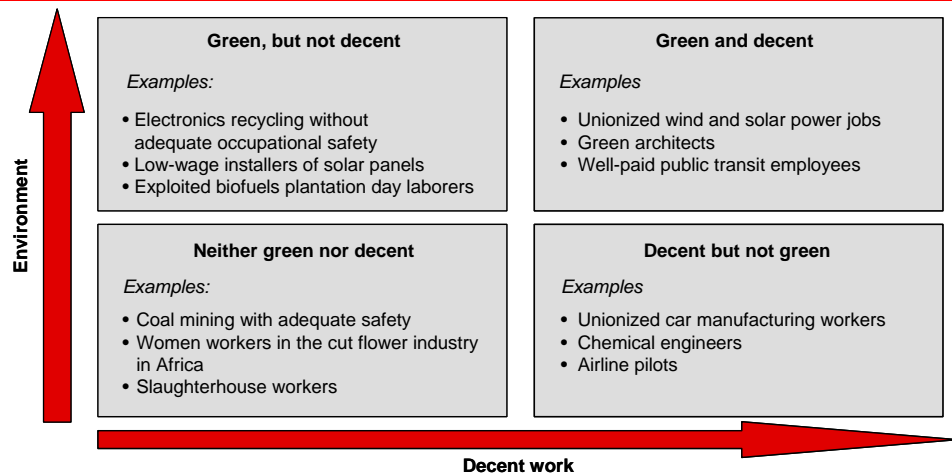 Green, but not decent
Examples:
• Electronics recycling without
adequate occupational safety
• Low-wage installers of solar panels
• Exploited biofuels plantation day laborers
Green and decent
Examples
• Unionized wind and solar power jobs
• Green architects
• Well-paid public transit employees
Neither green nor decent
Examples:
• Coal mining with adequate safety
• Women workers in the cut flower industry
in Africa
• Slaughterhouse workers
Decent but not green
Examples
• Unionized car manufacturing workers
• Chemical engineers
• Airline pilots
Environment
Decent work